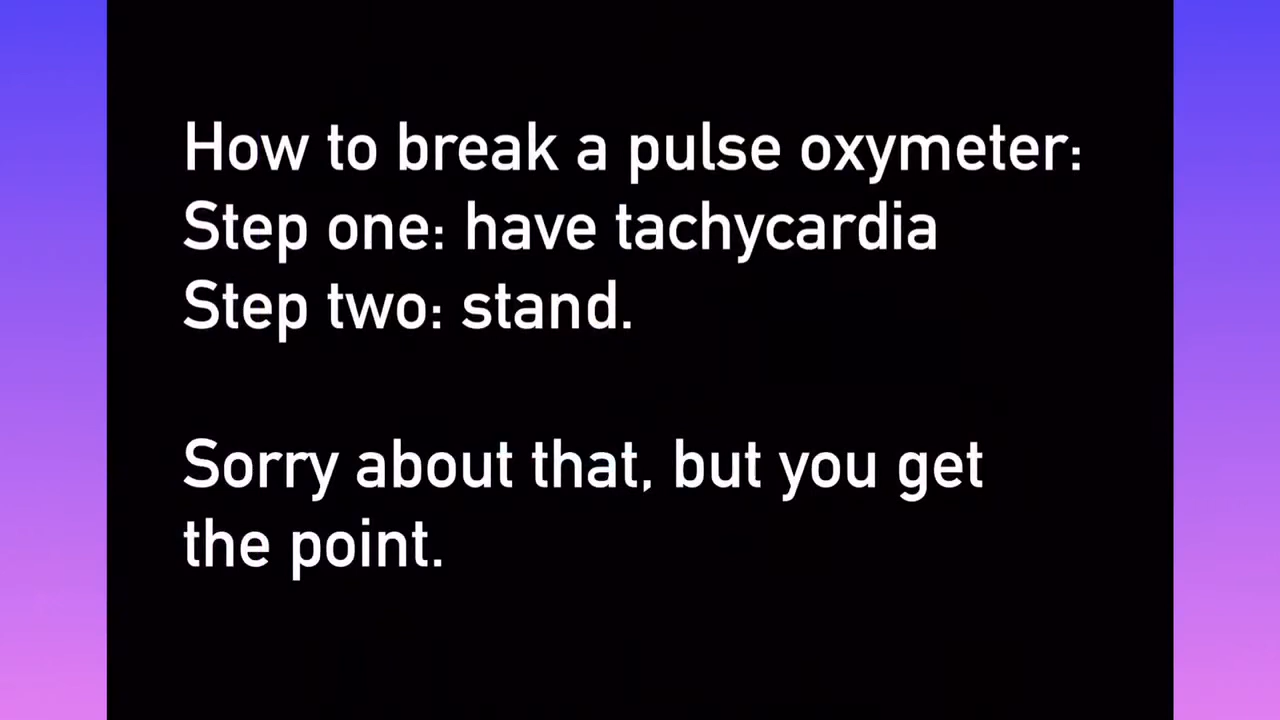 How to break a pulse oxymeter:
Step one: have tachycardia
Step two: stand.
Sorry about that, but you get
the point.